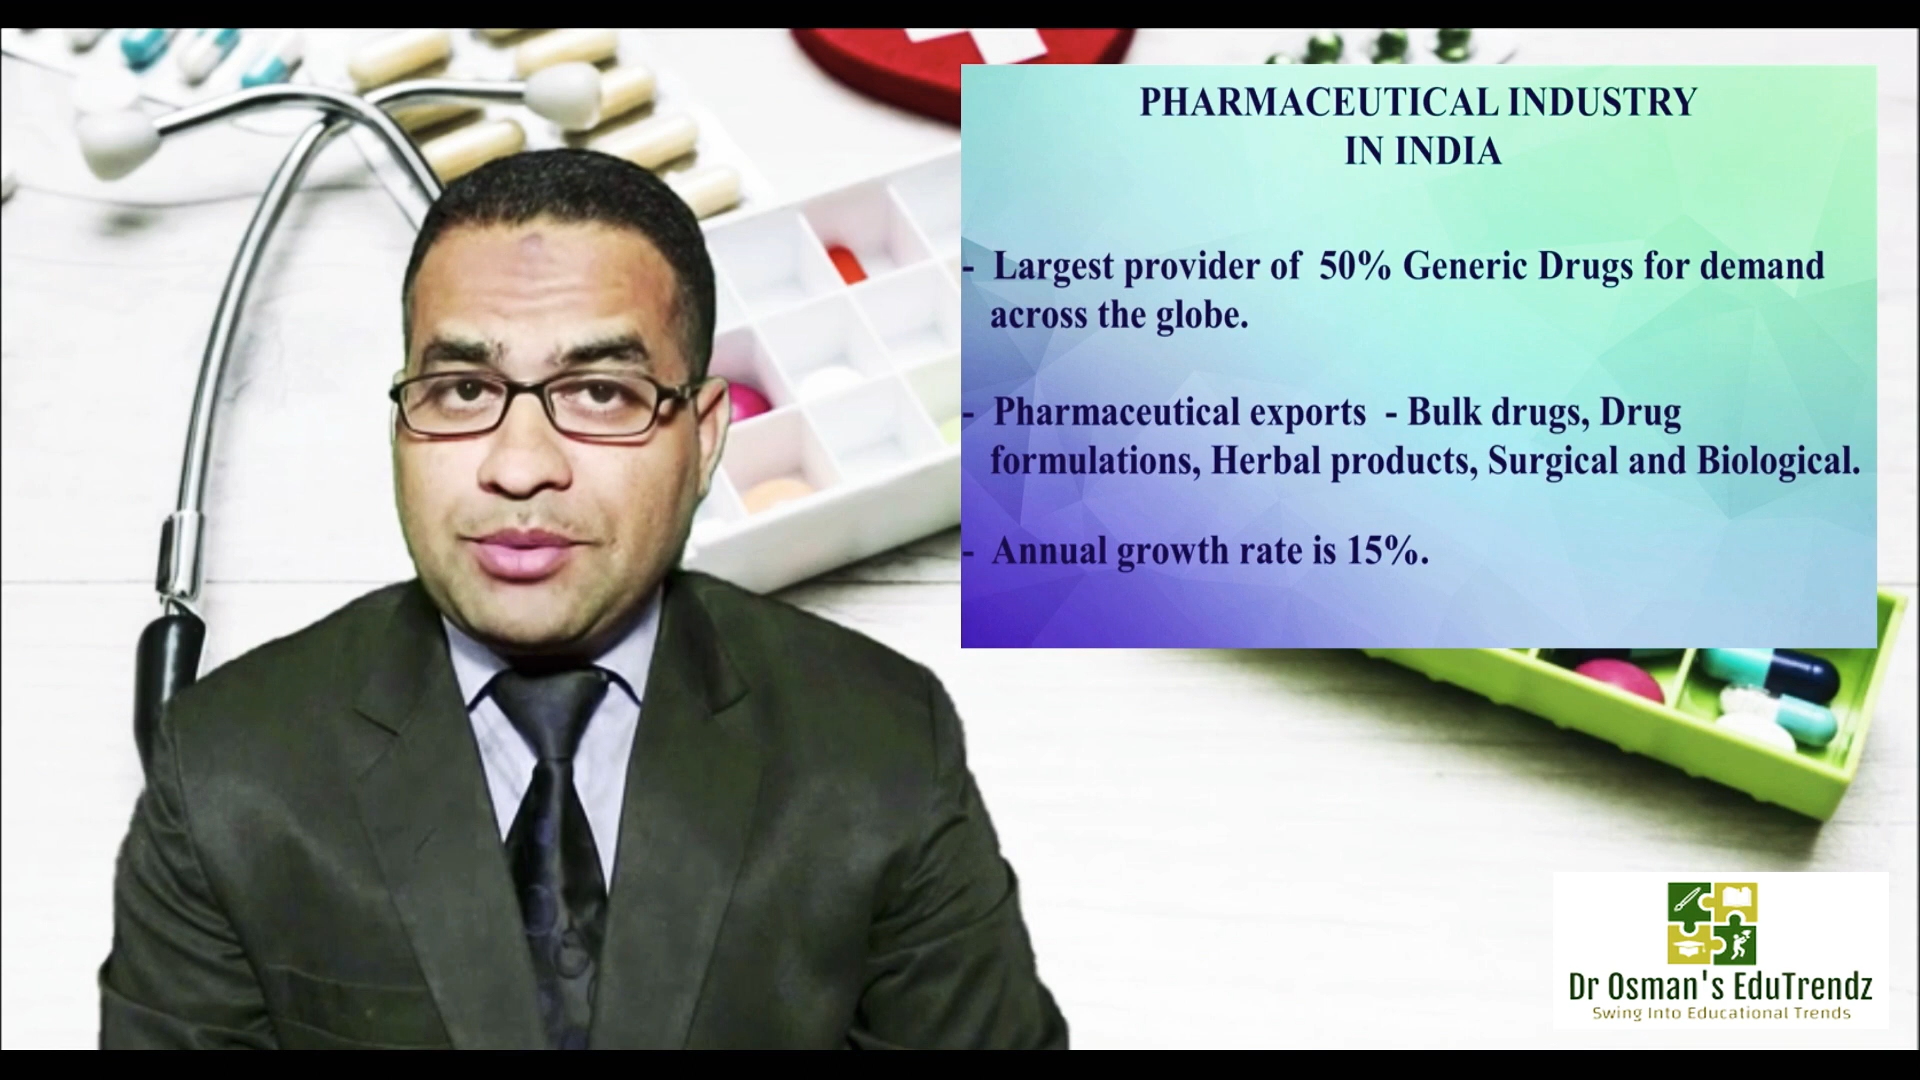 PHARMACEUTICAL INDUSTRY
IN INDIA
- Largest provider of 50% Generic Drugs for demand
across the globe.
- Pharmaceutical exports - Bulk drugs, Drug
formulations, Herbal products, Surgical and Biological.
- Annual growth rate is 15%.
Dr Osman's EduTrendz
Swing Into Educational Trends